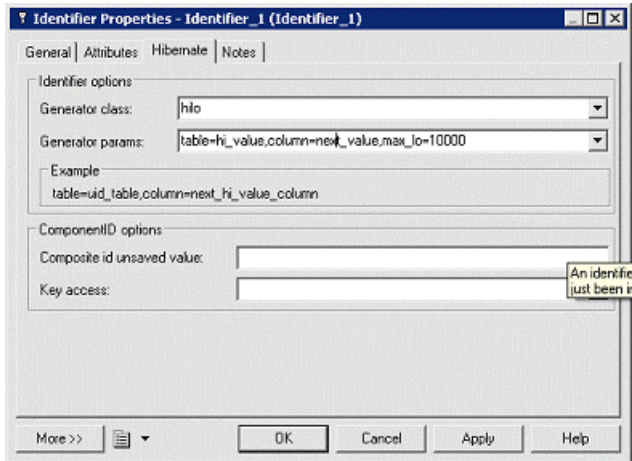 Identifier Properties - Identifier_1 (Identifier_1)
General Attributes Hibernate Notes
Identifier options
Generator class: hilo
Generator params: table=hi_value,column=next_value,max_lo=10000
Example
table=uid_table,column=next_hi_value_column
ComponentID options
Composite id unsaved value:
An identifie
Key access:
just been i
More >> OK Cancel Apply Help